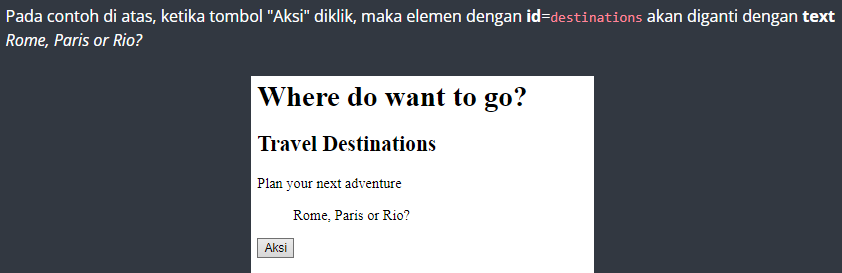 Pada contoh di atas, ketika tombol "Aksi" diklik, maka elemen dengan id=destinations akan diganti dengan text
Rome, Paris or Rio?
Where do want to go?
Travel Destinations
Plan your next adventure
Rome, Paris or Rio?
Aksi